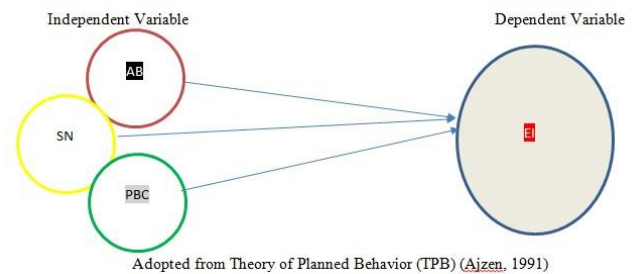 Independent Variable
Dependent Variable
AB
SN
EI
PBC
Adopted from Theory of Planned Behavior (TPB) (Ajzen, 1991)